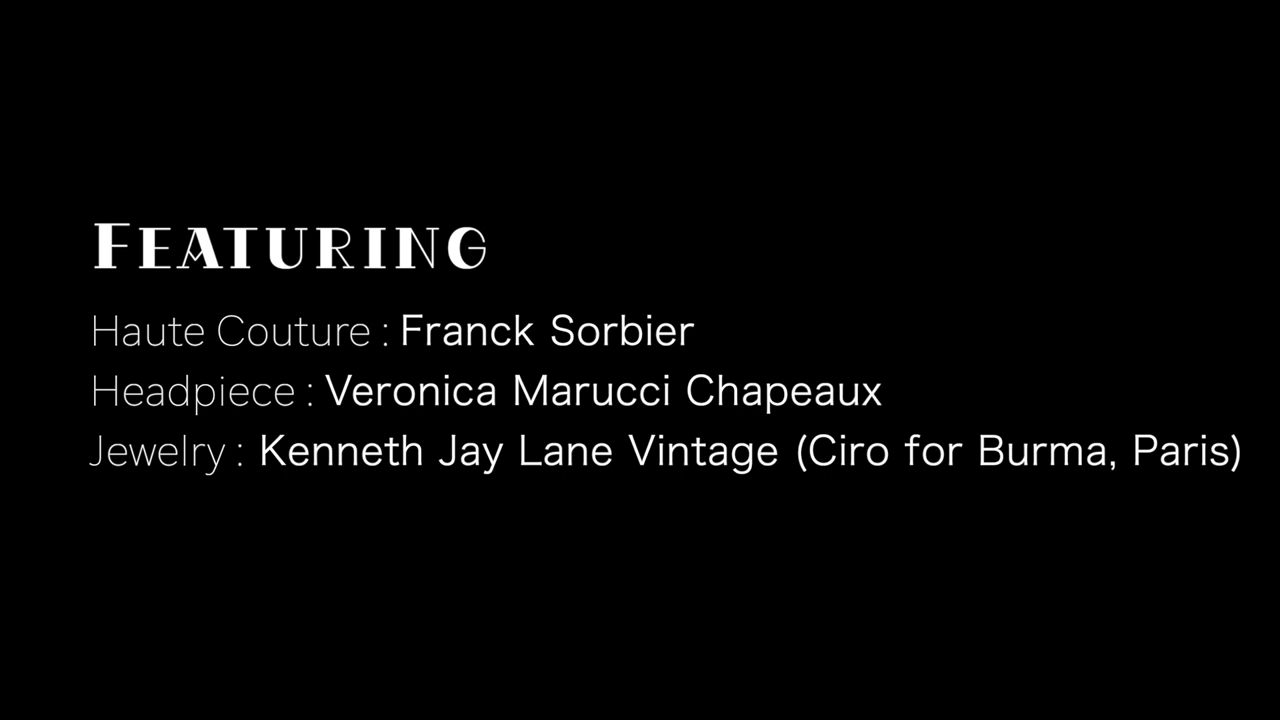 FEATURING
Haute Couture : Franck Sorbier
Headpiece : Veronica Marucci Chapeaux
Jewelry : Kenneth Jay Lane Vintage (Ciro for Burma, Paris)